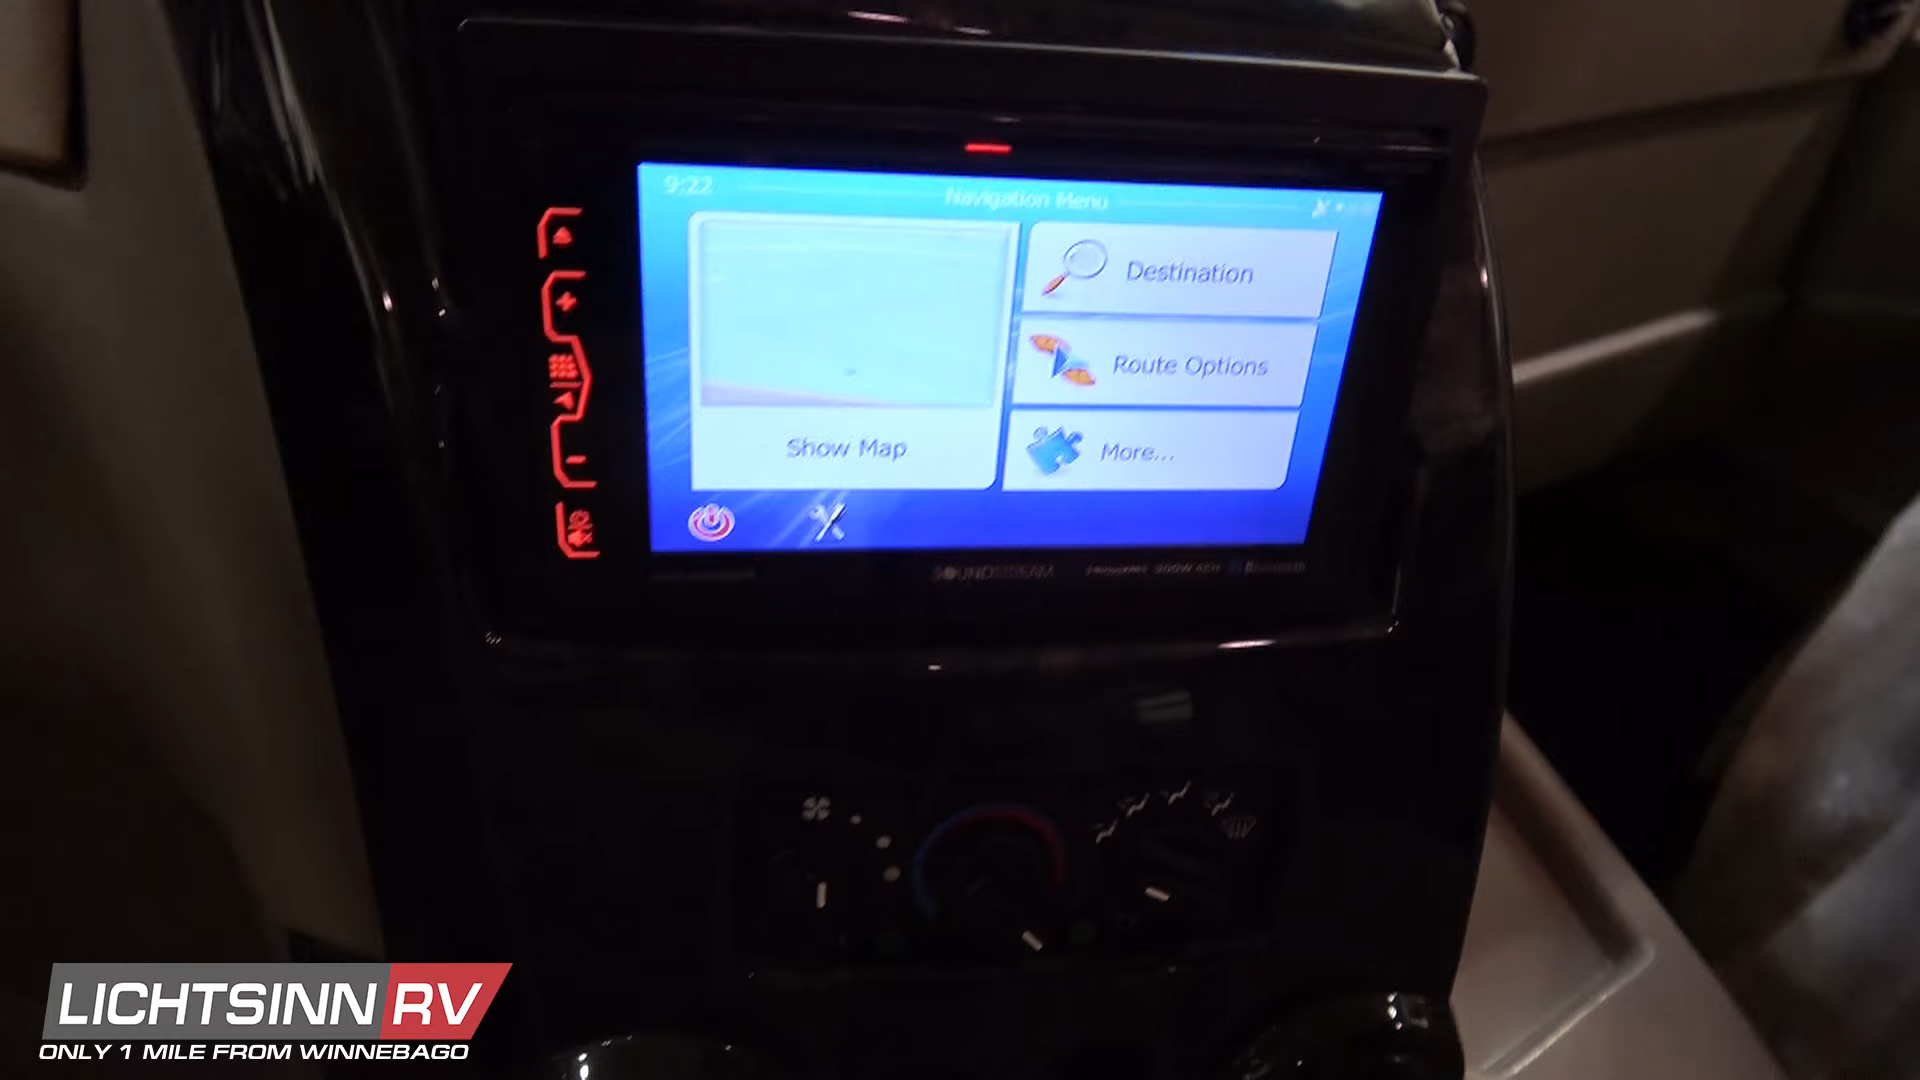 9:22
Navigation Menu
Destination
Route Options
Show Map
More...
SOUNDSTREAM
LICHTSINN RV
ONLY 1 MILE FROM WINNEBAGO